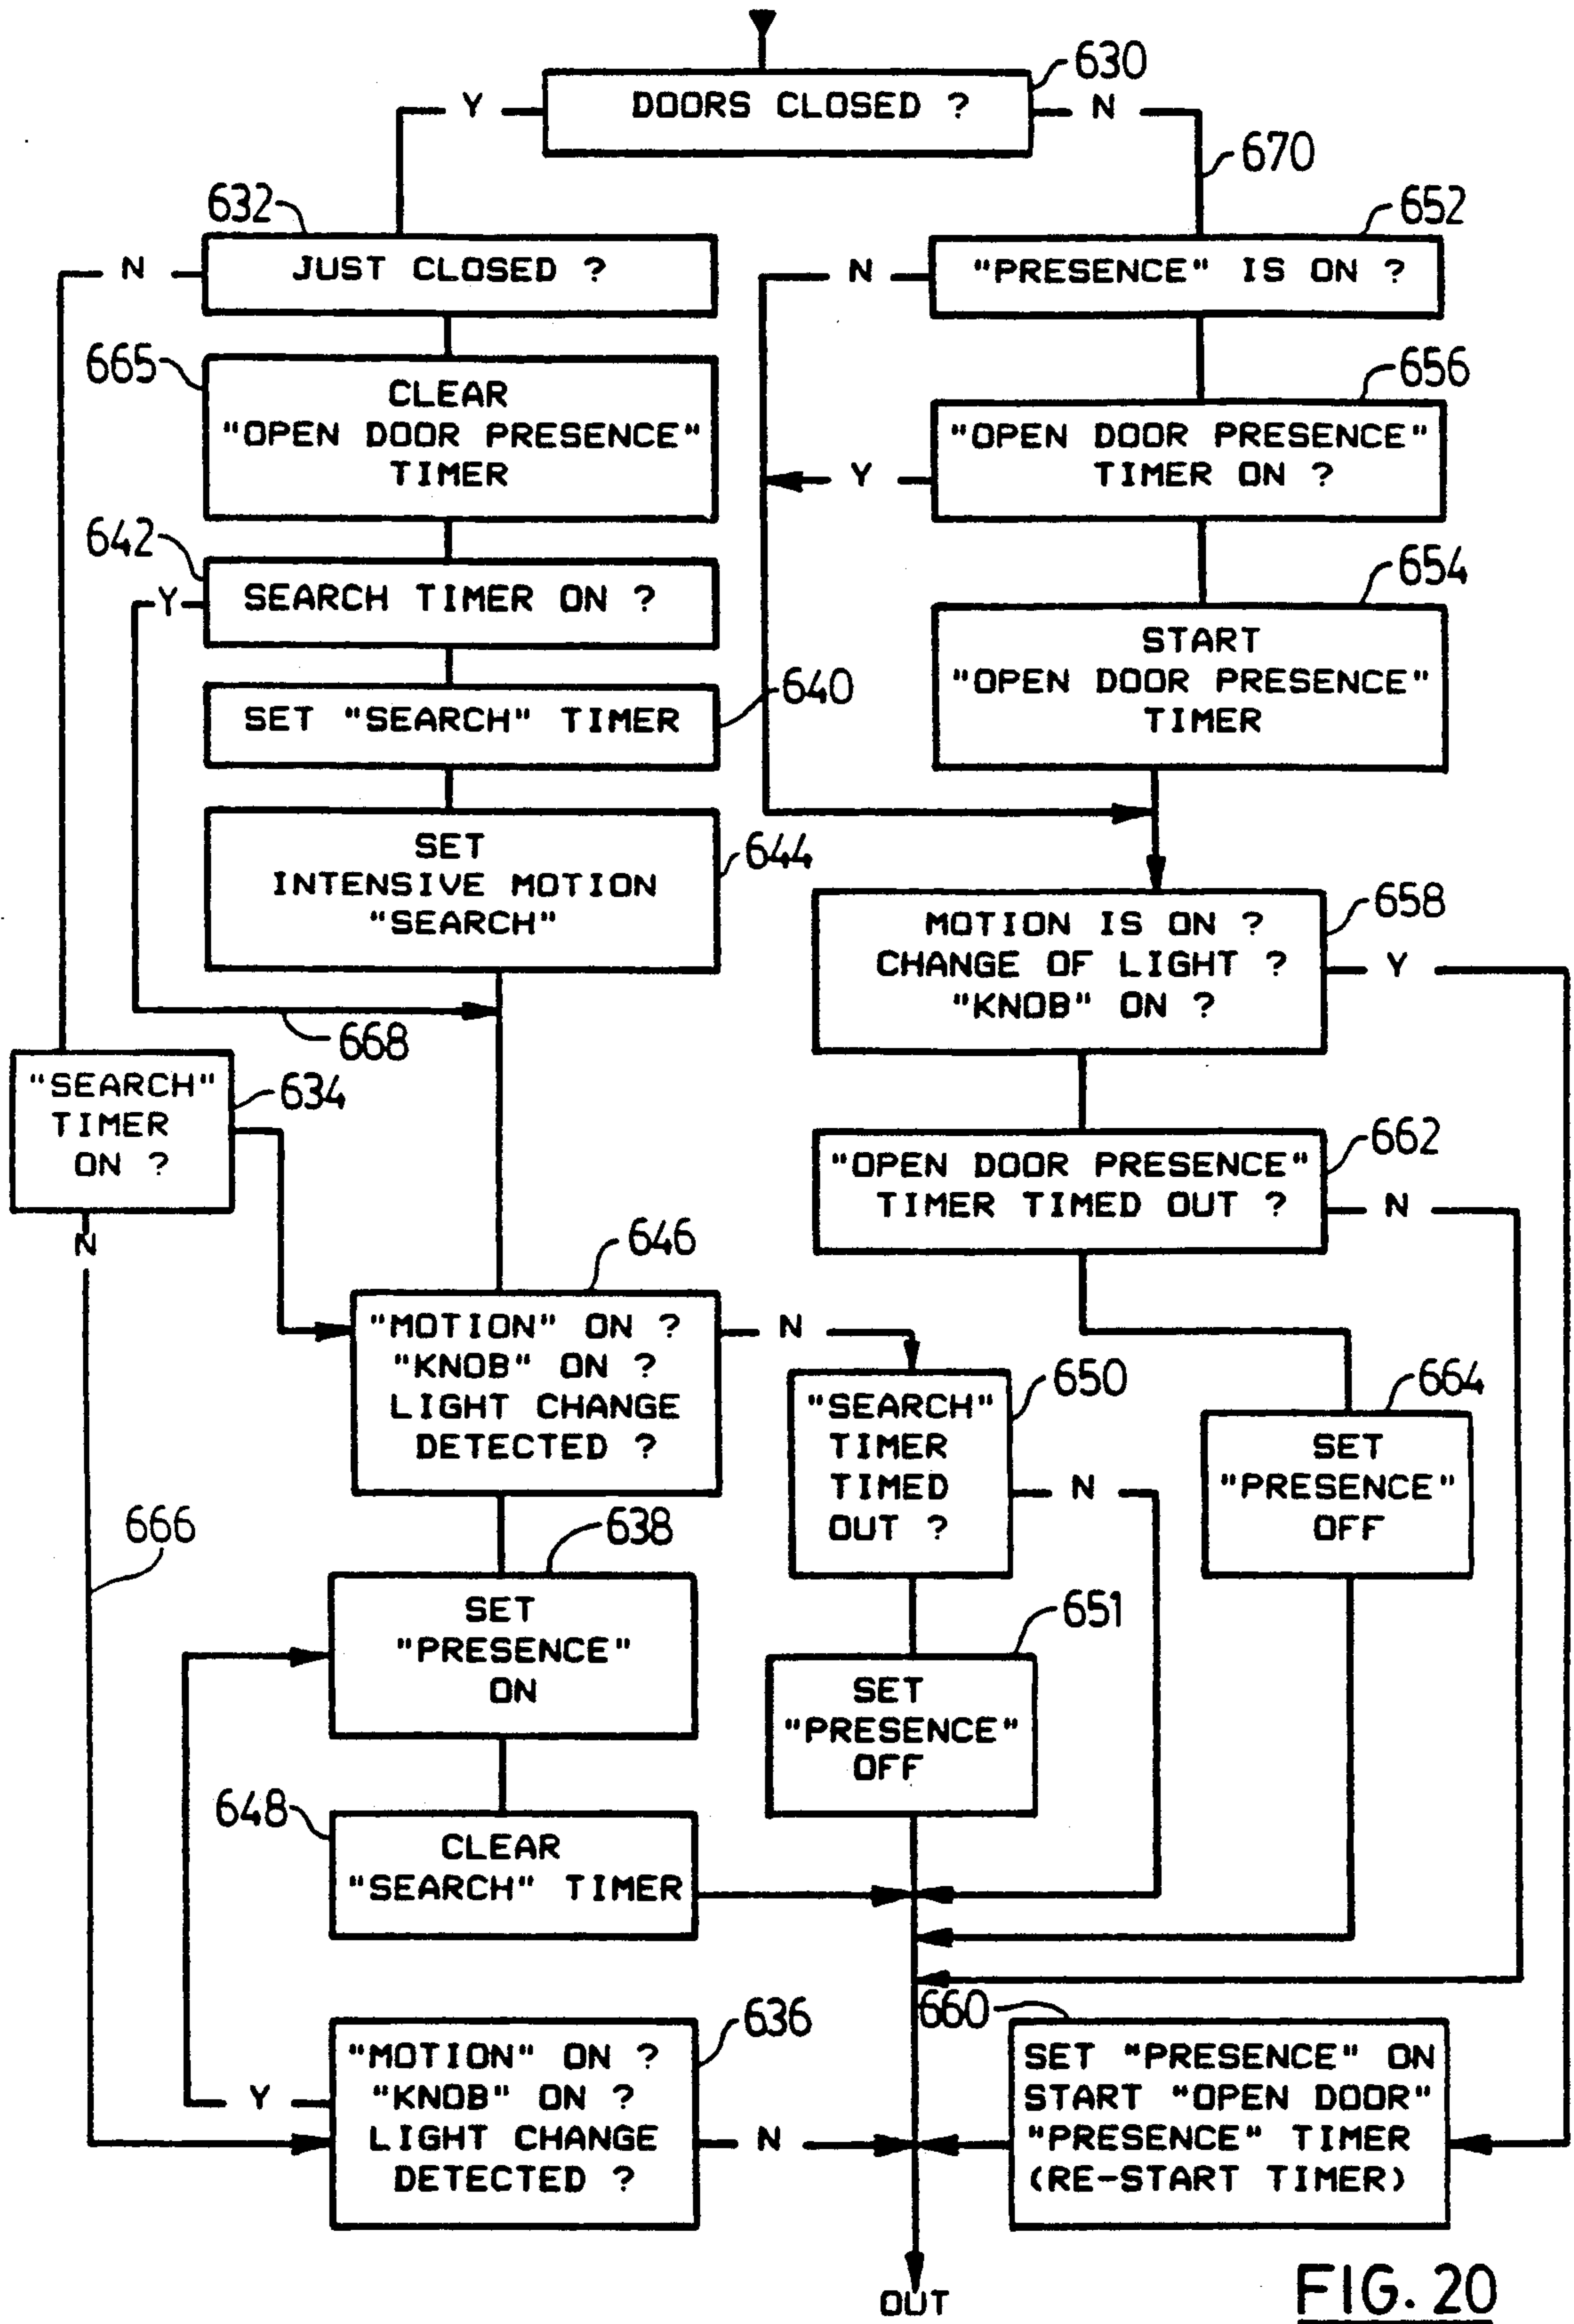 630
DOORS CLOSED ?
Y
N
670
632
652
JUST CLOSED ?
N
"PRESENCE" IS ON ?
N
665
CLEAR
"OPEN DOOR PRESENCE"
TIMER
656
"OPEN DOOR PRESENCE"
TIMER ON ?
Y
642
SEARCH TIMER ON ?
Y
654
START
"OPEN DOOR PRESENCE"
TIMER
SET "SEARCH" TIMER
640
SET
INTENSIVE MOTION
"SEARCH"
644
668
658
MOTION IS ON ?
CHANGE OF LIGHT ?
"KNOB" ON ?
Y
"SEARCH"
TIMER
ON ?
634
N
662
"OPEN DOOR PRESENCE"
TIMER TIMED OUT ?
N
646
"MOTION" ON ?
"KNOB" ON ?
LIGHT CHANGE
DETECTED ?
N
650
"SEARCH"
TIMER
TIMED
OUT ?
N
664
SET
"PRESENCE"
OFF
666
638
SET
"PRESENCE"
ON
651
SET
"PRESENCE"
OFF
648
CLEAR
"SEARCH" TIMER
636
"MOTION" ON ?
"KNOB" ON ?
LIGHT CHANGE
DETECTED ?
Y
N
660
SET "PRESENCE" ON
START "OPEN DOOR"
"PRESENCE" TIMER
(RE-START TIMER)
OUT
FIG. 20